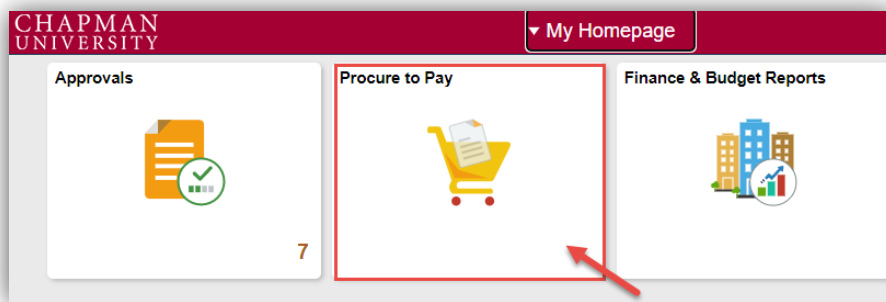 CHAPMAN
UNIVERSITY
▾ My Homepage
Approvals
7
Procure to Pay
Finance & Budget Reports